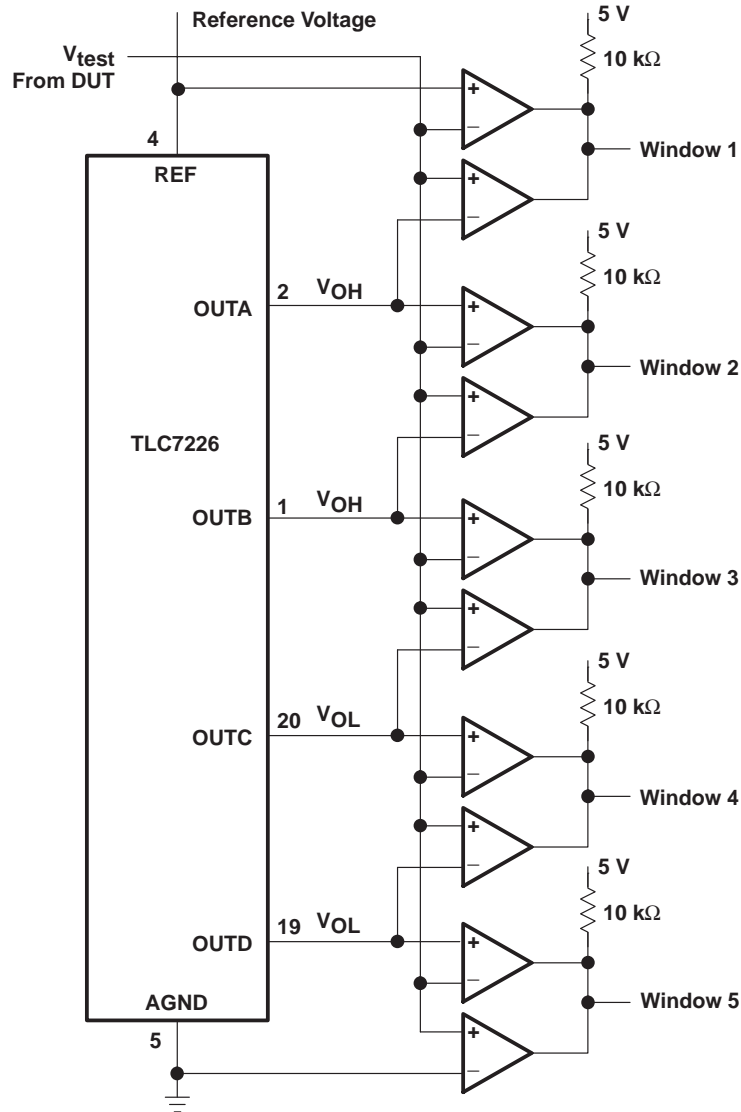 Reference Voltage
Vtest
From DUT
5 V
10 kΩ
+
−
4
REF
Window 1
+
−
5 V
10 kΩ
2
VOH
OUTA
+
−
Window 2
+
−
TLC7226
5 V
10 kΩ
1
VOH
OUTB
+
−
Window 3
+
−
5 V
10 kΩ
20
VOL
OUTC
+
−
Window 4
+
−
5 V
10 kΩ
19
VOL
OUTD
+
−
AGND
Window 5
5
+
−